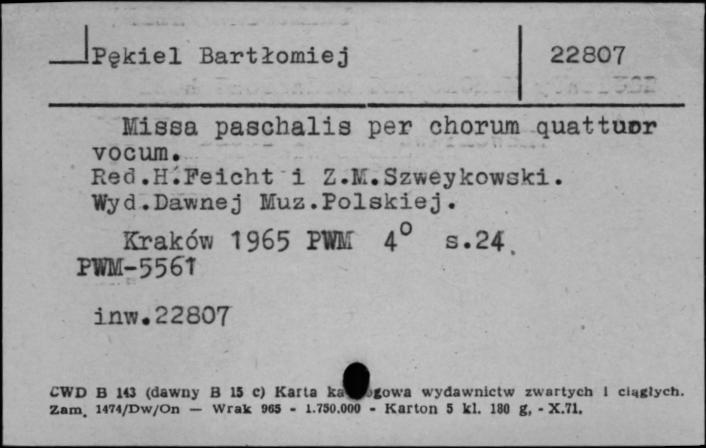 Pękiel Bartłomiej
22807
Missa paschalis per chorum quattuor
vocum.
Red.H.Feicht i Z.M.Szweykowski.
Wyd.Dawnej Muz.Polskiej.
Kraków 1965 PWM 4° s.24.
PWM-5561
inw.22807
CWD B 143 (dawny B 15 c) Karta wydawnictw zwartych i ciągłych.
Zam. 1474/Dw/On — Wrak 965 - 1.750.000 - Karton 5 kl. 180 g, - X.71.